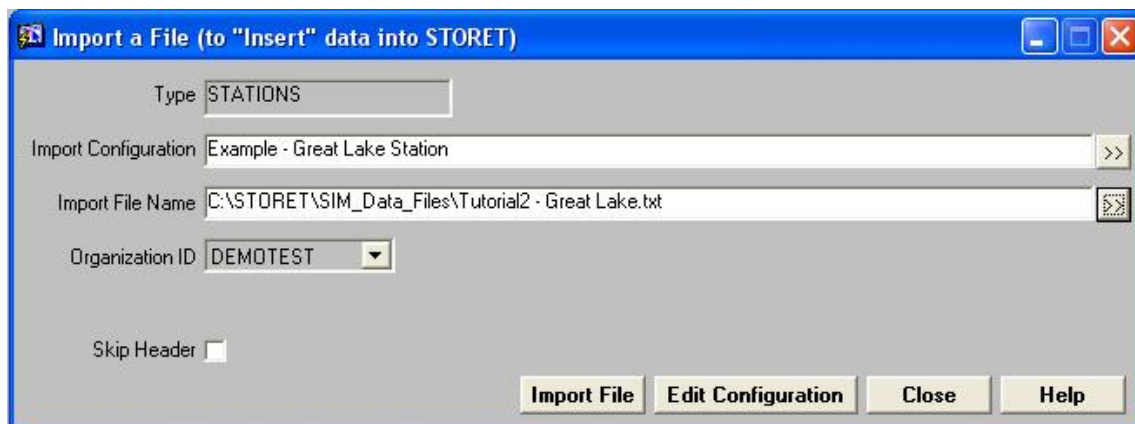 Import a File (to "Insert" data into STORET)
Type STATIONS
Import Configuration Example - Great Lake Station >>
Import File Name C:\STORET\SIM_Data_Files\Tutorial2 - Great Lake.txt >>
Organization ID DEMOTEST
Skip Header
Import File Edit Configuration Close Help